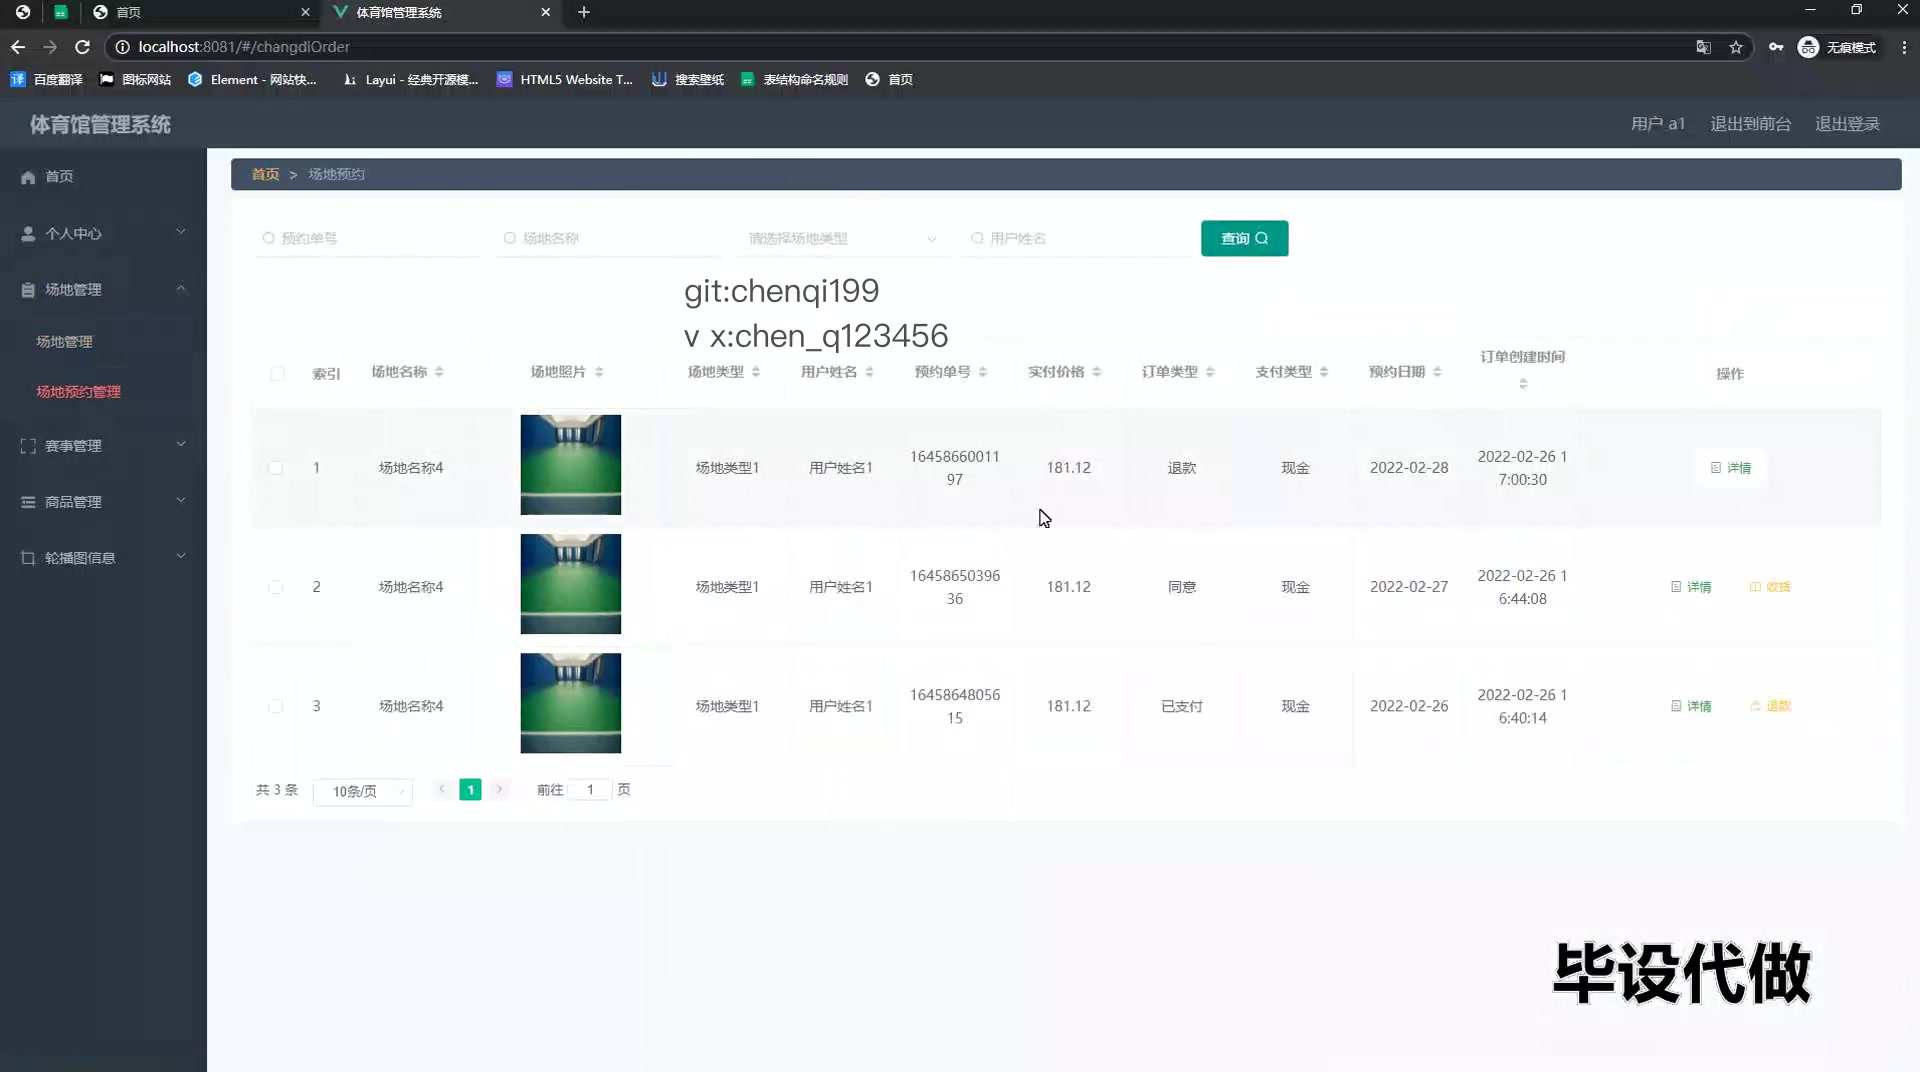 首页
体育馆管理系统
localhost:8081/#/changdiOrder
无痕模式
百度翻译
图标网站
Element - 网站快...
Layui - 经典开源模...
HTML5 Website T...
搜索壁纸
表结构命名规则
首页
体育馆管理系统
用户 a1
退出到前台
退出登录
首页
个人中心
场地管理
场地管理
场地预约管理
赛事管理
商品管理
轮播图信息
首页 > 场地预约
预约单号
场地名称
请选择场地类型
用户姓名
查询
git:chenqi199
v x:chen_q123456
索引 场地名称 场地照片 场地类型 用户姓名 预约单号 实付价格 订单类型 支付类型 预约日期 订单创建时间 操作
1 场地名称4 场地类型1 用户姓名1 16458660011 181.12 退款 现金 2022-02-28 2022-02-26 1 详情
97 7:00:30
2 场地名称4 场地类型1 用户姓名1 16458650396 181.12 同意 现金 2022-02-27 2022-02-26 1 详情 收货
36 6:44:08
3 场地名称4 场地类型1 用户姓名1 16458648056 181.12 已支付 现金 2022-02-26 2022-02-26 1 详情 退款
15 6:40:14
共 3 条 10条/页 1 前往 1 页
毕设代做